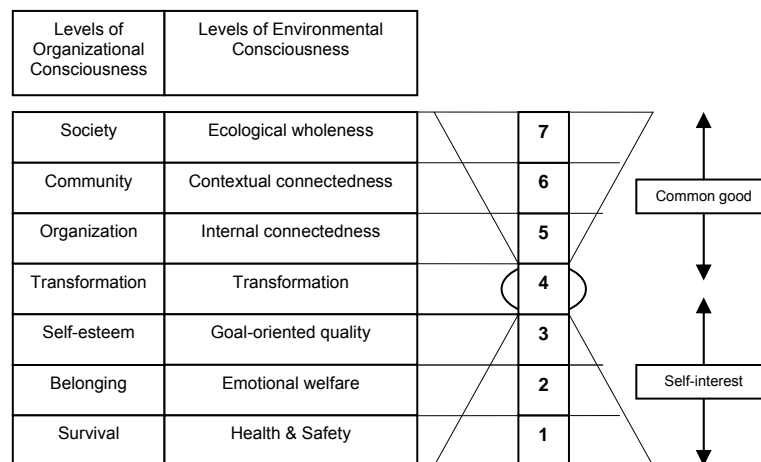 Levels of
Organizational
Consciousness
Levels of Environmental
Consciousness
Society
Ecological wholeness
7
Community
Contextual connectedness
6
Common good
Organization
Internal connectedness
5
Transformation
Transformation
4
Self-esteem
Goal-oriented quality
3
Belonging
Emotional welfare
2
Self-interest
Survival
Health & Safety
1